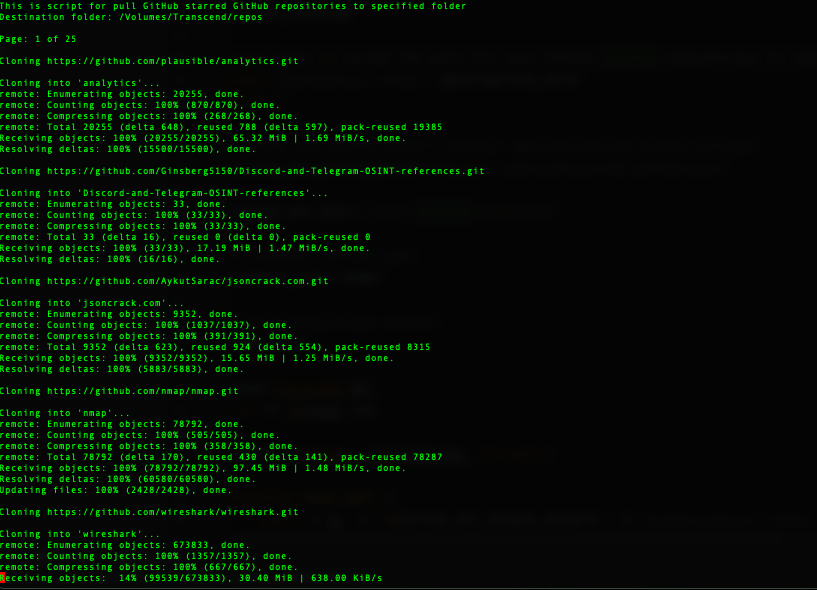 This is script for pull GitHub starred GitHub repositories to specified folder
Destination folder: /Volumes/Transcend/repos
Page: 1 of 25
Cloning https://github.com/plausible/analytics.git
Cloning into 'analytics'...
remote: Enumerating objects: 20255, done.
remote: Counting objects: 100% (870/870), done.
remote: Compressing objects: 100% (268/268), done.
remote: Total 20255 (delta 648), reused 788 (delta 597), pack-reused 19385
Receiving objects: 100% (20255/20255), 65.32 MiB | 1.69 MiB/s, done.
Resolving deltas: 100% (15500/15500), done.
Cloning https://github.com/Ginsberg5150/Discord-and-Telegram-OSINT-references.git
Cloning into 'Discord-and-Telegram-OSINT-references'...
remote: Enumerating objects: 33, done.
remote: Counting objects: 100% (33/33), done.
remote: Compressing objects: 100% (33/33), done.
remote: Total 33 (delta 16), reused 0 (delta 0), pack-reused 0
Receiving objects: 100% (33/33), 17.19 MiB | 1.47 MiB/s, done.
Resolving deltas: 100% (16/16), done.
Cloning https://github.com/AykutSarac/jsoncrack.com.git
Cloning into 'jsoncrack.com'...
remote: Enumerating objects: 9352, done.
remote: Counting objects: 100% (1037/1037), done.
remote: Compressing objects: 100% (391/391), done.
remote: Total 9352 (delta 623), reused 924 (delta 554), pack-reused 8315
Receiving objects: 100% (9352/9352), 15.65 MiB | 1.25 MiB/s, done.
Resolving deltas: 100% (5883/5883), done.
Cloning https://github.com/nmap/nmap.git
Cloning into 'nmap'...
remote: Enumerating objects: 78792, done.
remote: Counting objects: 100% (505/505), done.
remote: Compressing objects: 100% (358/358), done.
remote: Total 78792 (delta 170), reused 430 (delta 141), pack-reused 78287
Receiving objects: 100% (78792/78792), 97.45 MiB | 1.48 MiB/s, done.
Resolving deltas: 100% (60580/60580), done.
Updating files: 100% (2428/2428), done.
Cloning https://github.com/wireshark/wireshark.git
Cloning into 'wireshark'...
remote: Enumerating objects: 673833, done.
remote: Counting objects: 100% (1357/1357), done.
remote: Compressing objects: 100% (667/667), done.
Receiving objects:  14% (99539/673833), 30.40 MiB | 638.00 KiB/s